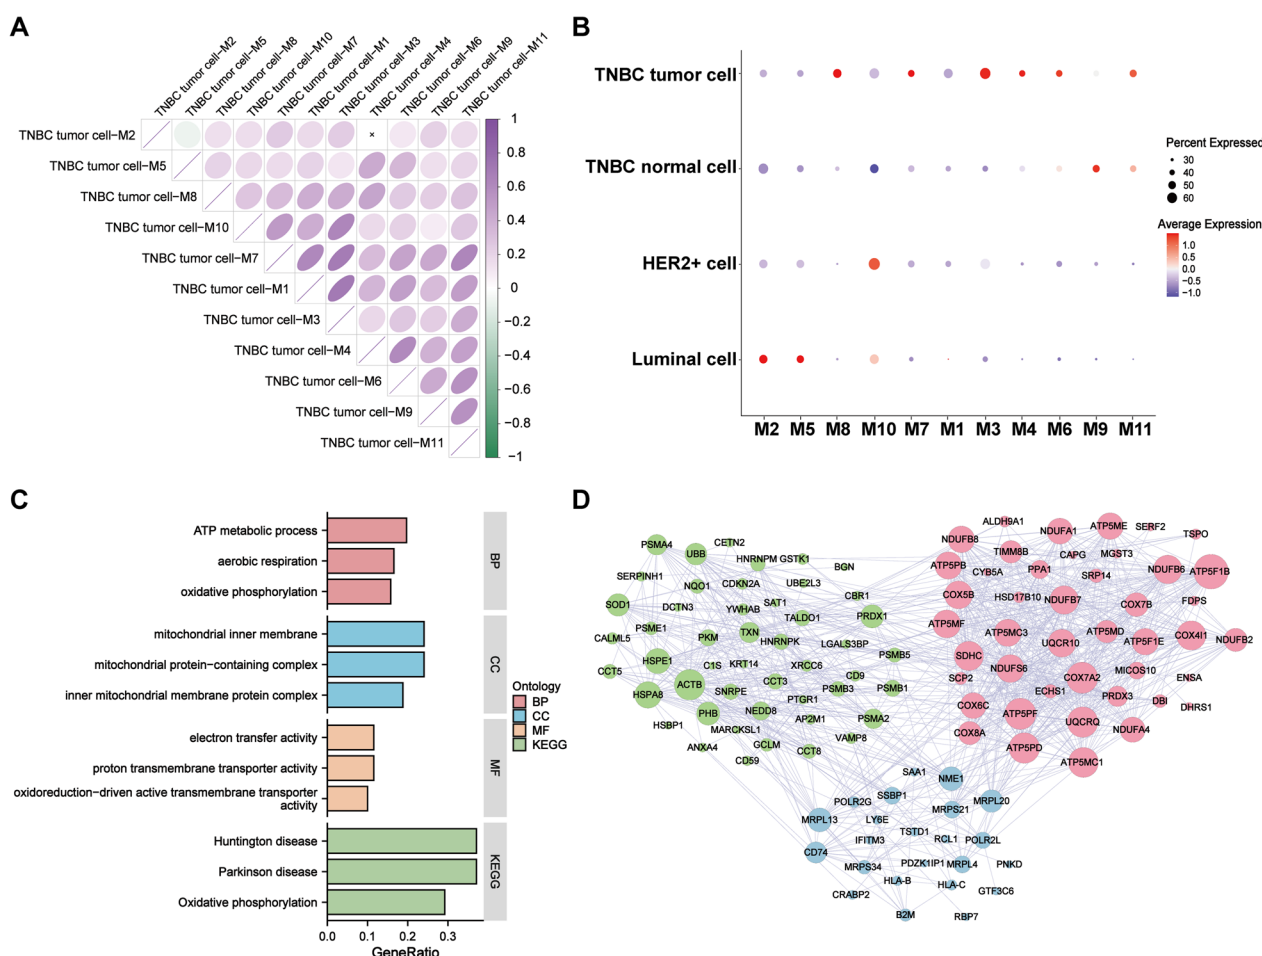 A
TNBC tumor cell−M2
TNBC tumor cell−M5
TNBC tumor cell−M8
TNBC tumor cell−M10
TNBC tumor cell−M7
TNBC tumor cell−M1
TNBC tumor cell−M3
TNBC tumor cell−M4
TNBC tumor cell−M6
TNBC tumor cell−M9
TNBC tumor cell−M11
TNBC tumor cell−M2
TNBC tumor cell−M5
TNBC tumor cell−M8
TNBC tumor cell−M10
TNBC tumor cell−M7
TNBC tumor cell−M1
TNBC tumor cell−M3
TNBC tumor cell−M4
TNBC tumor cell−M6
TNBC tumor cell−M9
TNBC tumor cell−M11
1
0.8
0.6
0.4
0.2
0
−0.2
−0.4
−0.6
−0.8
−1
B
TNBC tumor cell
TNBC normal cell
HER2+ cell
Luminal cell
M2 M5 M8 M10 M7 M1 M3 M4 M6 M9 M11
Percent Expressed
30
40
50
60
Average Expression
1.0
0.5
0.0
−0.5
−1.0
C
ATP metabolic process
aerobic respiration
oxidative phosphorylation
BP
mitochondrial inner membrane
mitochondrial protein−containing complex
inner mitochondrial membrane protein complex
CC
electron transfer activity
proton transmembrane transporter activity
oxidoreduction−driven active transmembrane transporter
activity
MF
Huntington disease
Parkinson disease
Oxidative phosphorylation
KEGG
0.0 0.1 0.2 0.3
GeneRatio
Ontology
BP
CC
MF
KEGG
D
PSMA4
UBB
CETN2
HNRNPM
GSTK1
BGN
SERPINH1
NQO1
CDKN2A
UBE2L3
CBR1
SOD1
DCTN3
YWHAB
SAT1
TALDO1
PRDX1
CALML5
PSME1
PKM
TXN
HNRNPK
LGALS3BP
PSMB5
CCT5
HSPE1
C1S
KRT14
XRCC6
CD9
HSPA8
ACTB
SNRPE
CCT3
PTGR1
PSMB3
PSMB1
HSBP1
PHB
NEDD8
AP2M1
PSMA2
MARCKSL1
VAMP8
ANXA4
GCLM
CCT8
CD59
ALDH9A1
NDUFA1
ATP5ME
SERF2
TSPO
NDUFB8
TIMM8B
CAPG
MGST3
ATP5PB
CYB5A
PPA1
SRP14
NDUFB6
ATP5F1B
COX5B
HSD17B10
NDUFB7
COX7B
FDPS
ATP5MF
ATP5MC3
UQCR10
ATP5MD
ATP5F1E
COX4I1
NDUFB2
SDHC
NDUFS6
MICOS10
SCP2
COX7A2
ENSA
ECHS1
PRDX3
DBI
DHRS1
COX6C
ATP5PF
UQCRQ
NDUFA4
COX8A
ATP5PD
ATP5MC1
SAA1
NME1
POLR2G
SSBP1
MRPS21
MRPL20
MRPL13
LY6E
TSTD1
RCL1
POLR2L
IFITM3
CD74
MRPS34
PDZK1IP1
MRPL4
PNKD
HLA-B
HLA-C
GTF3C6
CRABP2
B2M
RBP7